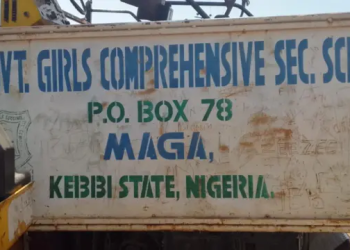 VT. GIRLS COMPREHENSIVE SEC. SC
P.O. BOX 78
MAGA,
KEBBI STATE, NIGERIA.